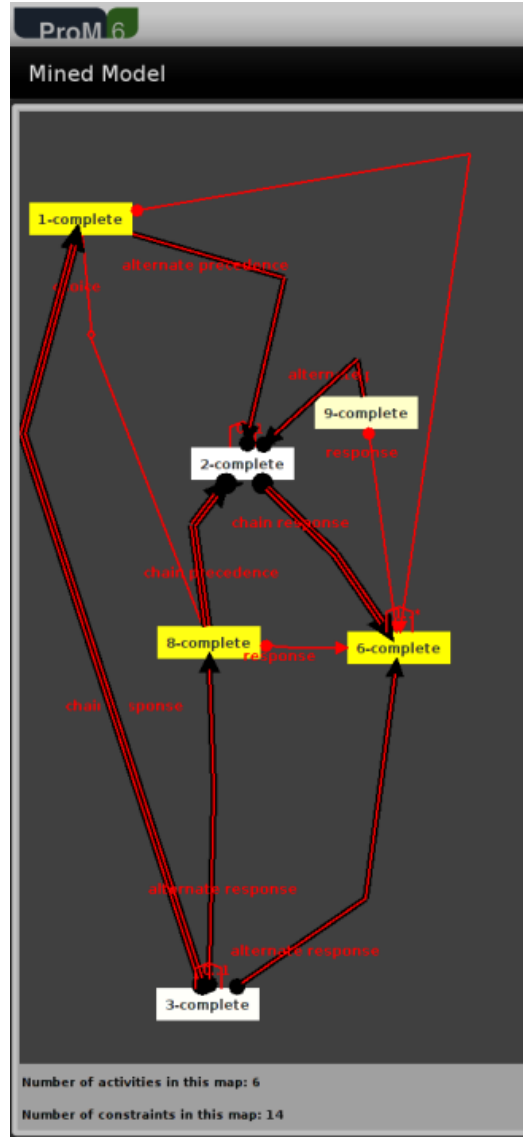 ProM 6
Mined Model
1-complete
alternate precedence
9-complete
response
2-complete
chain response
chain precedence
8-complete
response
6-complete
alternate response
alternate response
3-complete
Number of activities in this map: 6
Number of constraints in this map: 14